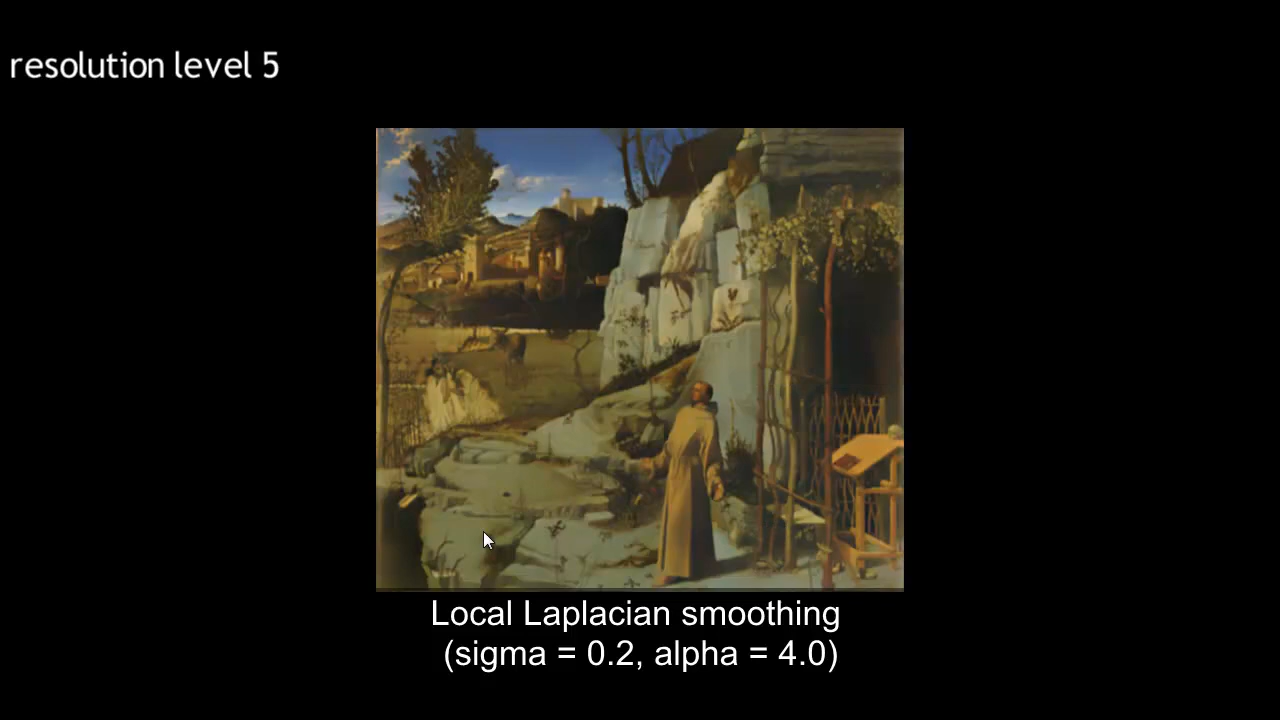 resolution level 5
Local Laplacian smoothing
(sigma = 0.2, alpha = 4.0)